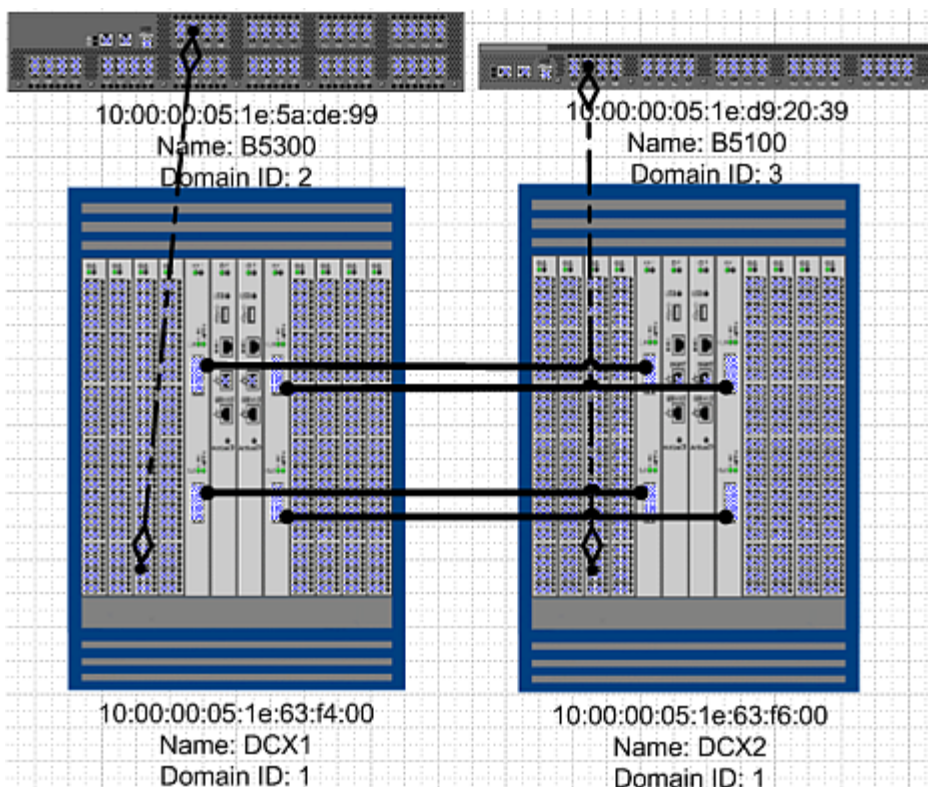 10:00:00:05:1e:5a:de:99
Name: B5300
Domain ID: 2
10:00:00:05:1e:d9:20:39
Name: B5100
Domain ID: 3
10:00:00:05:1e:63:f4:00
Name: DCX1
Domain ID: 1
10:00:00:05:1e:63:f6:00
Name: DCX2
Domain ID: 1